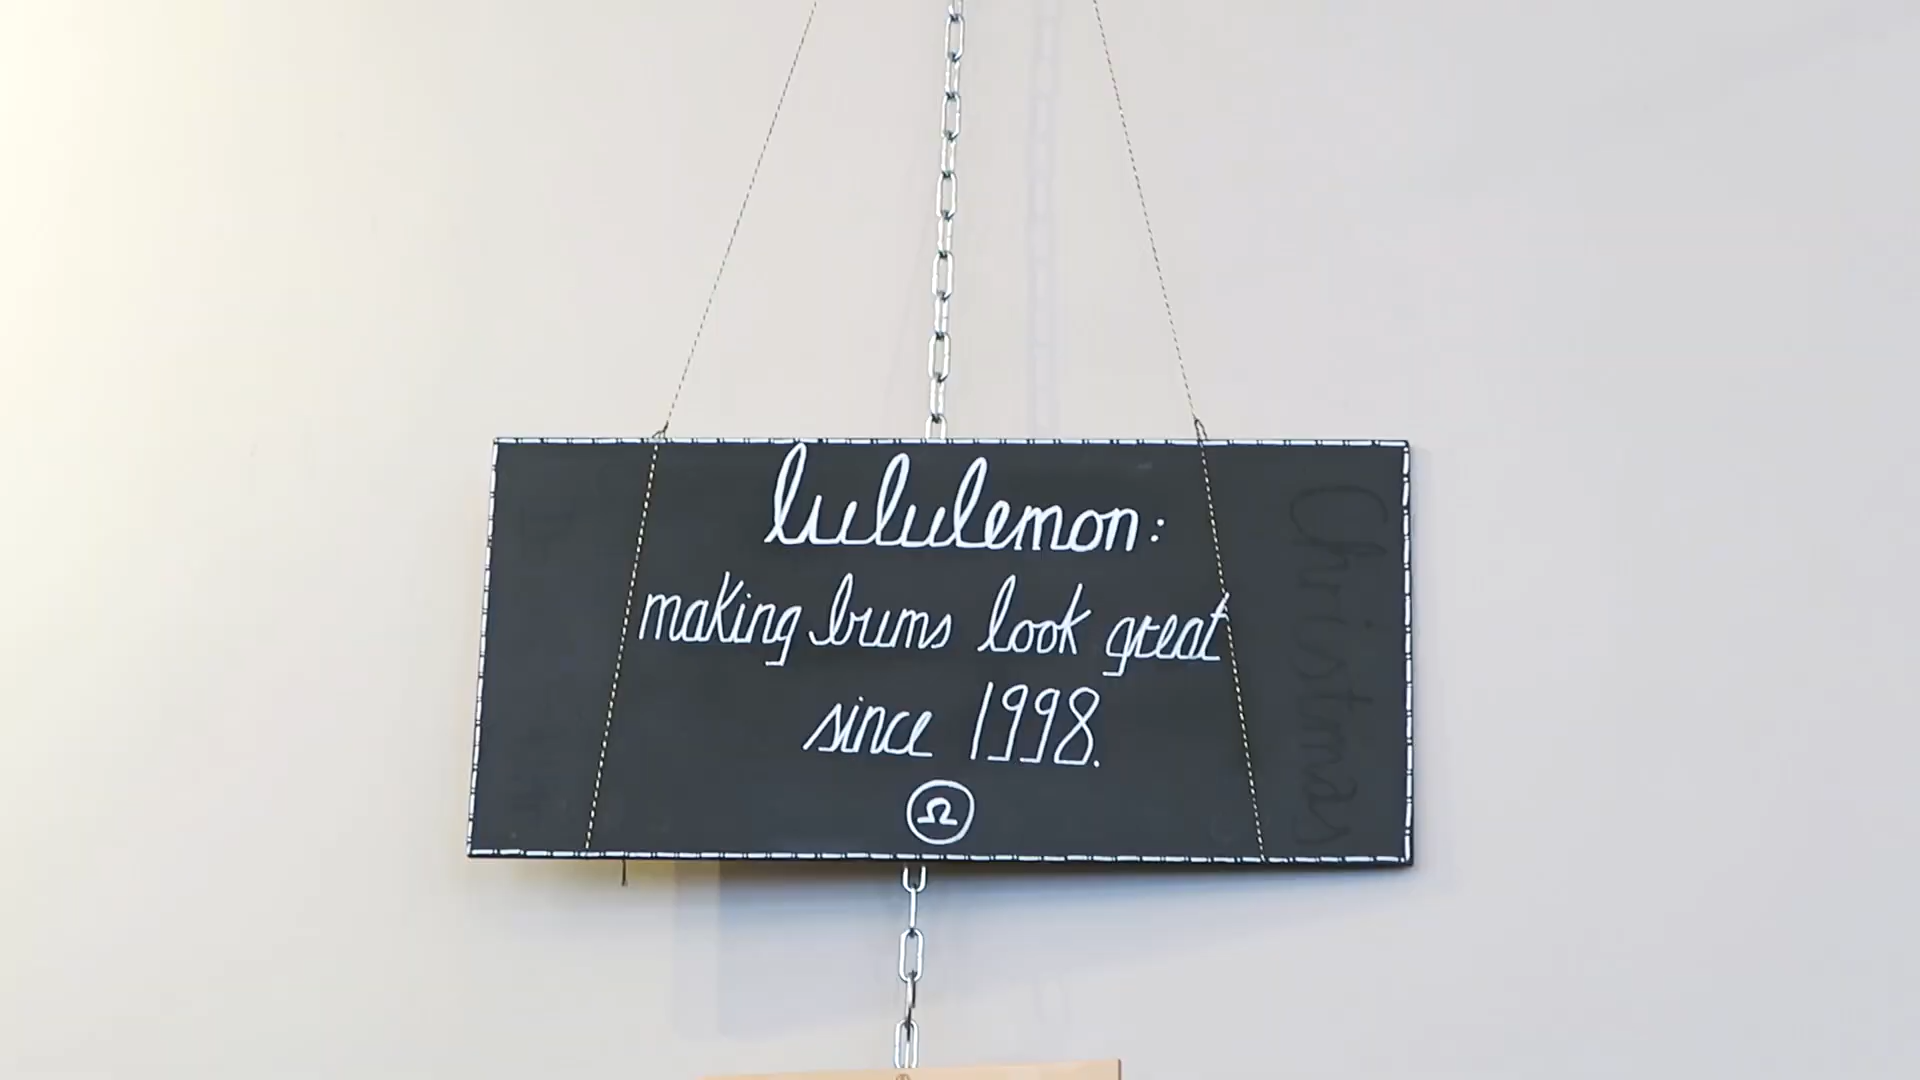 lululemon:
making bums look great
since 1998.
Christmas